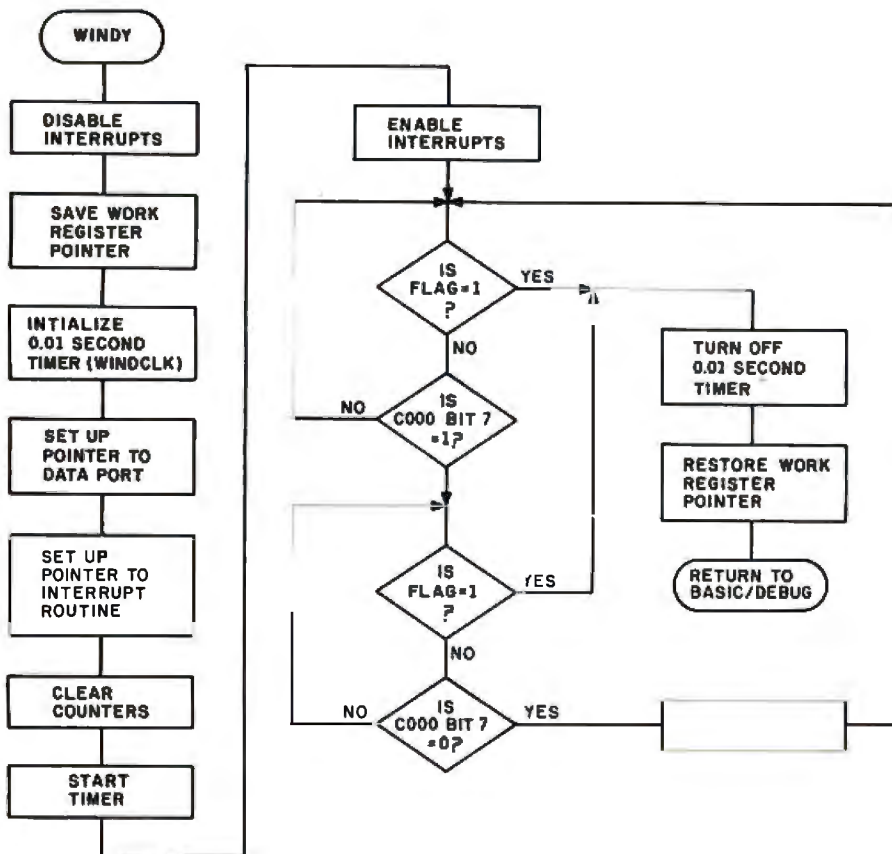 WINDY
DISABLE
INTERRUPTS
SAVE WORK
REGISTER
POINTER
INTIALIZE
0.01 SECOND
TIMER (WINDCLK)
SET UP
POINTER TO
DATA PORT
SET UP
POINTER TO
INTERRUPT
ROUTINE
CLEAR
COUNTERS
START
TIMER
ENABLE
INTERRUPTS
IS
FLAG=1
?
YES
NO
IS
C000 BIT 7
=1?
NO
IS
FLAG=1
?
YES
NO
IS
C000 BIT 7
=0?
NO
YES
TURN OFF
0.01 SECOND
TIMER
RESTORE WORK
REGISTER
POINTER
RETURN TO
BASIC/DEBUG